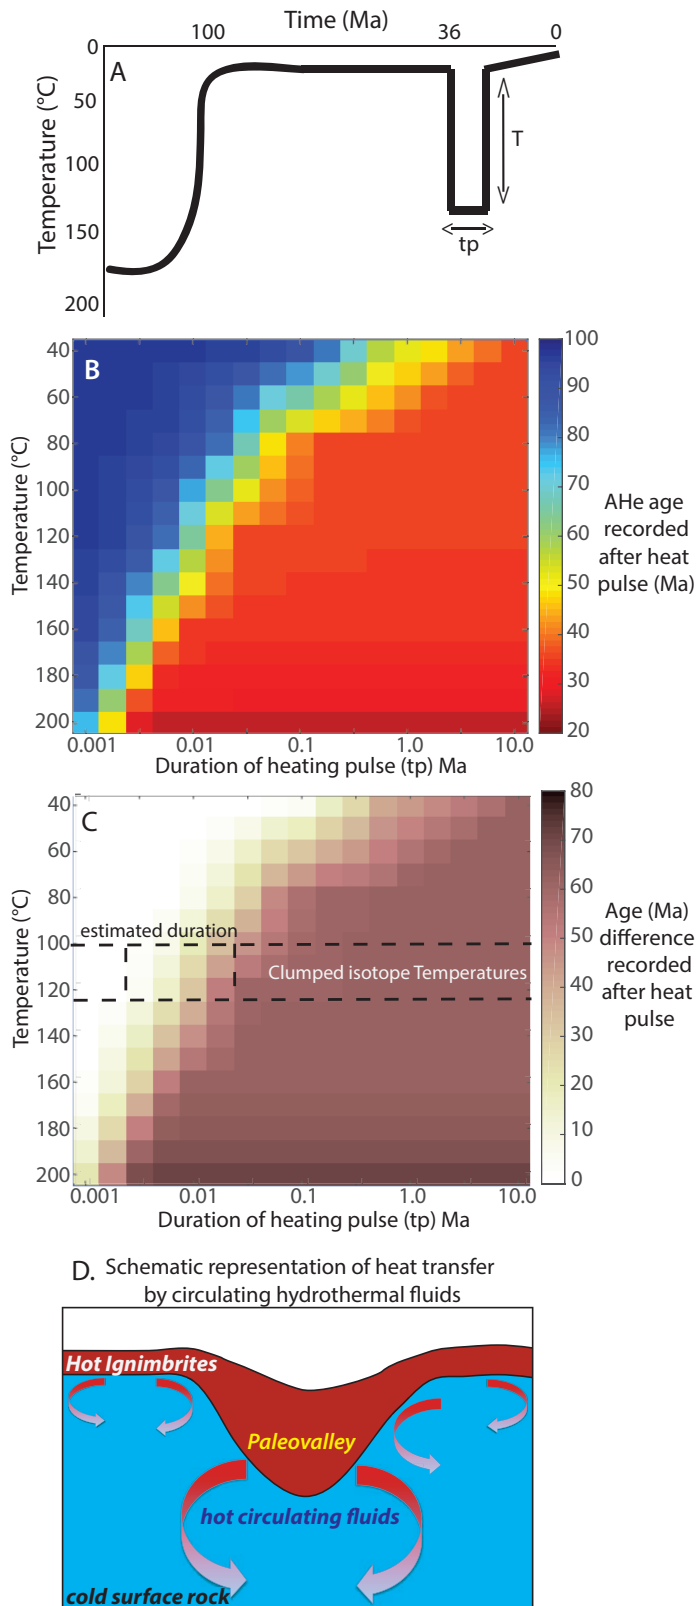 Time (Ma)
100 36 0
A
0
50
100
150
200
Temperature (°C)
T
tp
B
40
60
80
100
120
140
160
180
200
Temperature (°C)
0.001 0.01 0.1 1.0 10.0
Duration of heating pulse (tp) Ma
100
90
80
70
60
50
40
30
20
AHe age
recorded
after heat
pulse (Ma)
C
40
60
80
100
120
140
160
180
200
Temperature (°C)
estimated duration
Clumped isotope Temperatures
0.001 0.01 0.1 1.0 10.0
Duration of heating pulse (tp) Ma
80
70
60
50
40
30
20
10
0
Age (Ma)
difference
recorded
after heat
pulse
D. Schematic representation of heat transfer
by circulating hydrothermal fluids
Hot Ignimbrites
Paleovalley
hot circulating fluids
cold surface rock